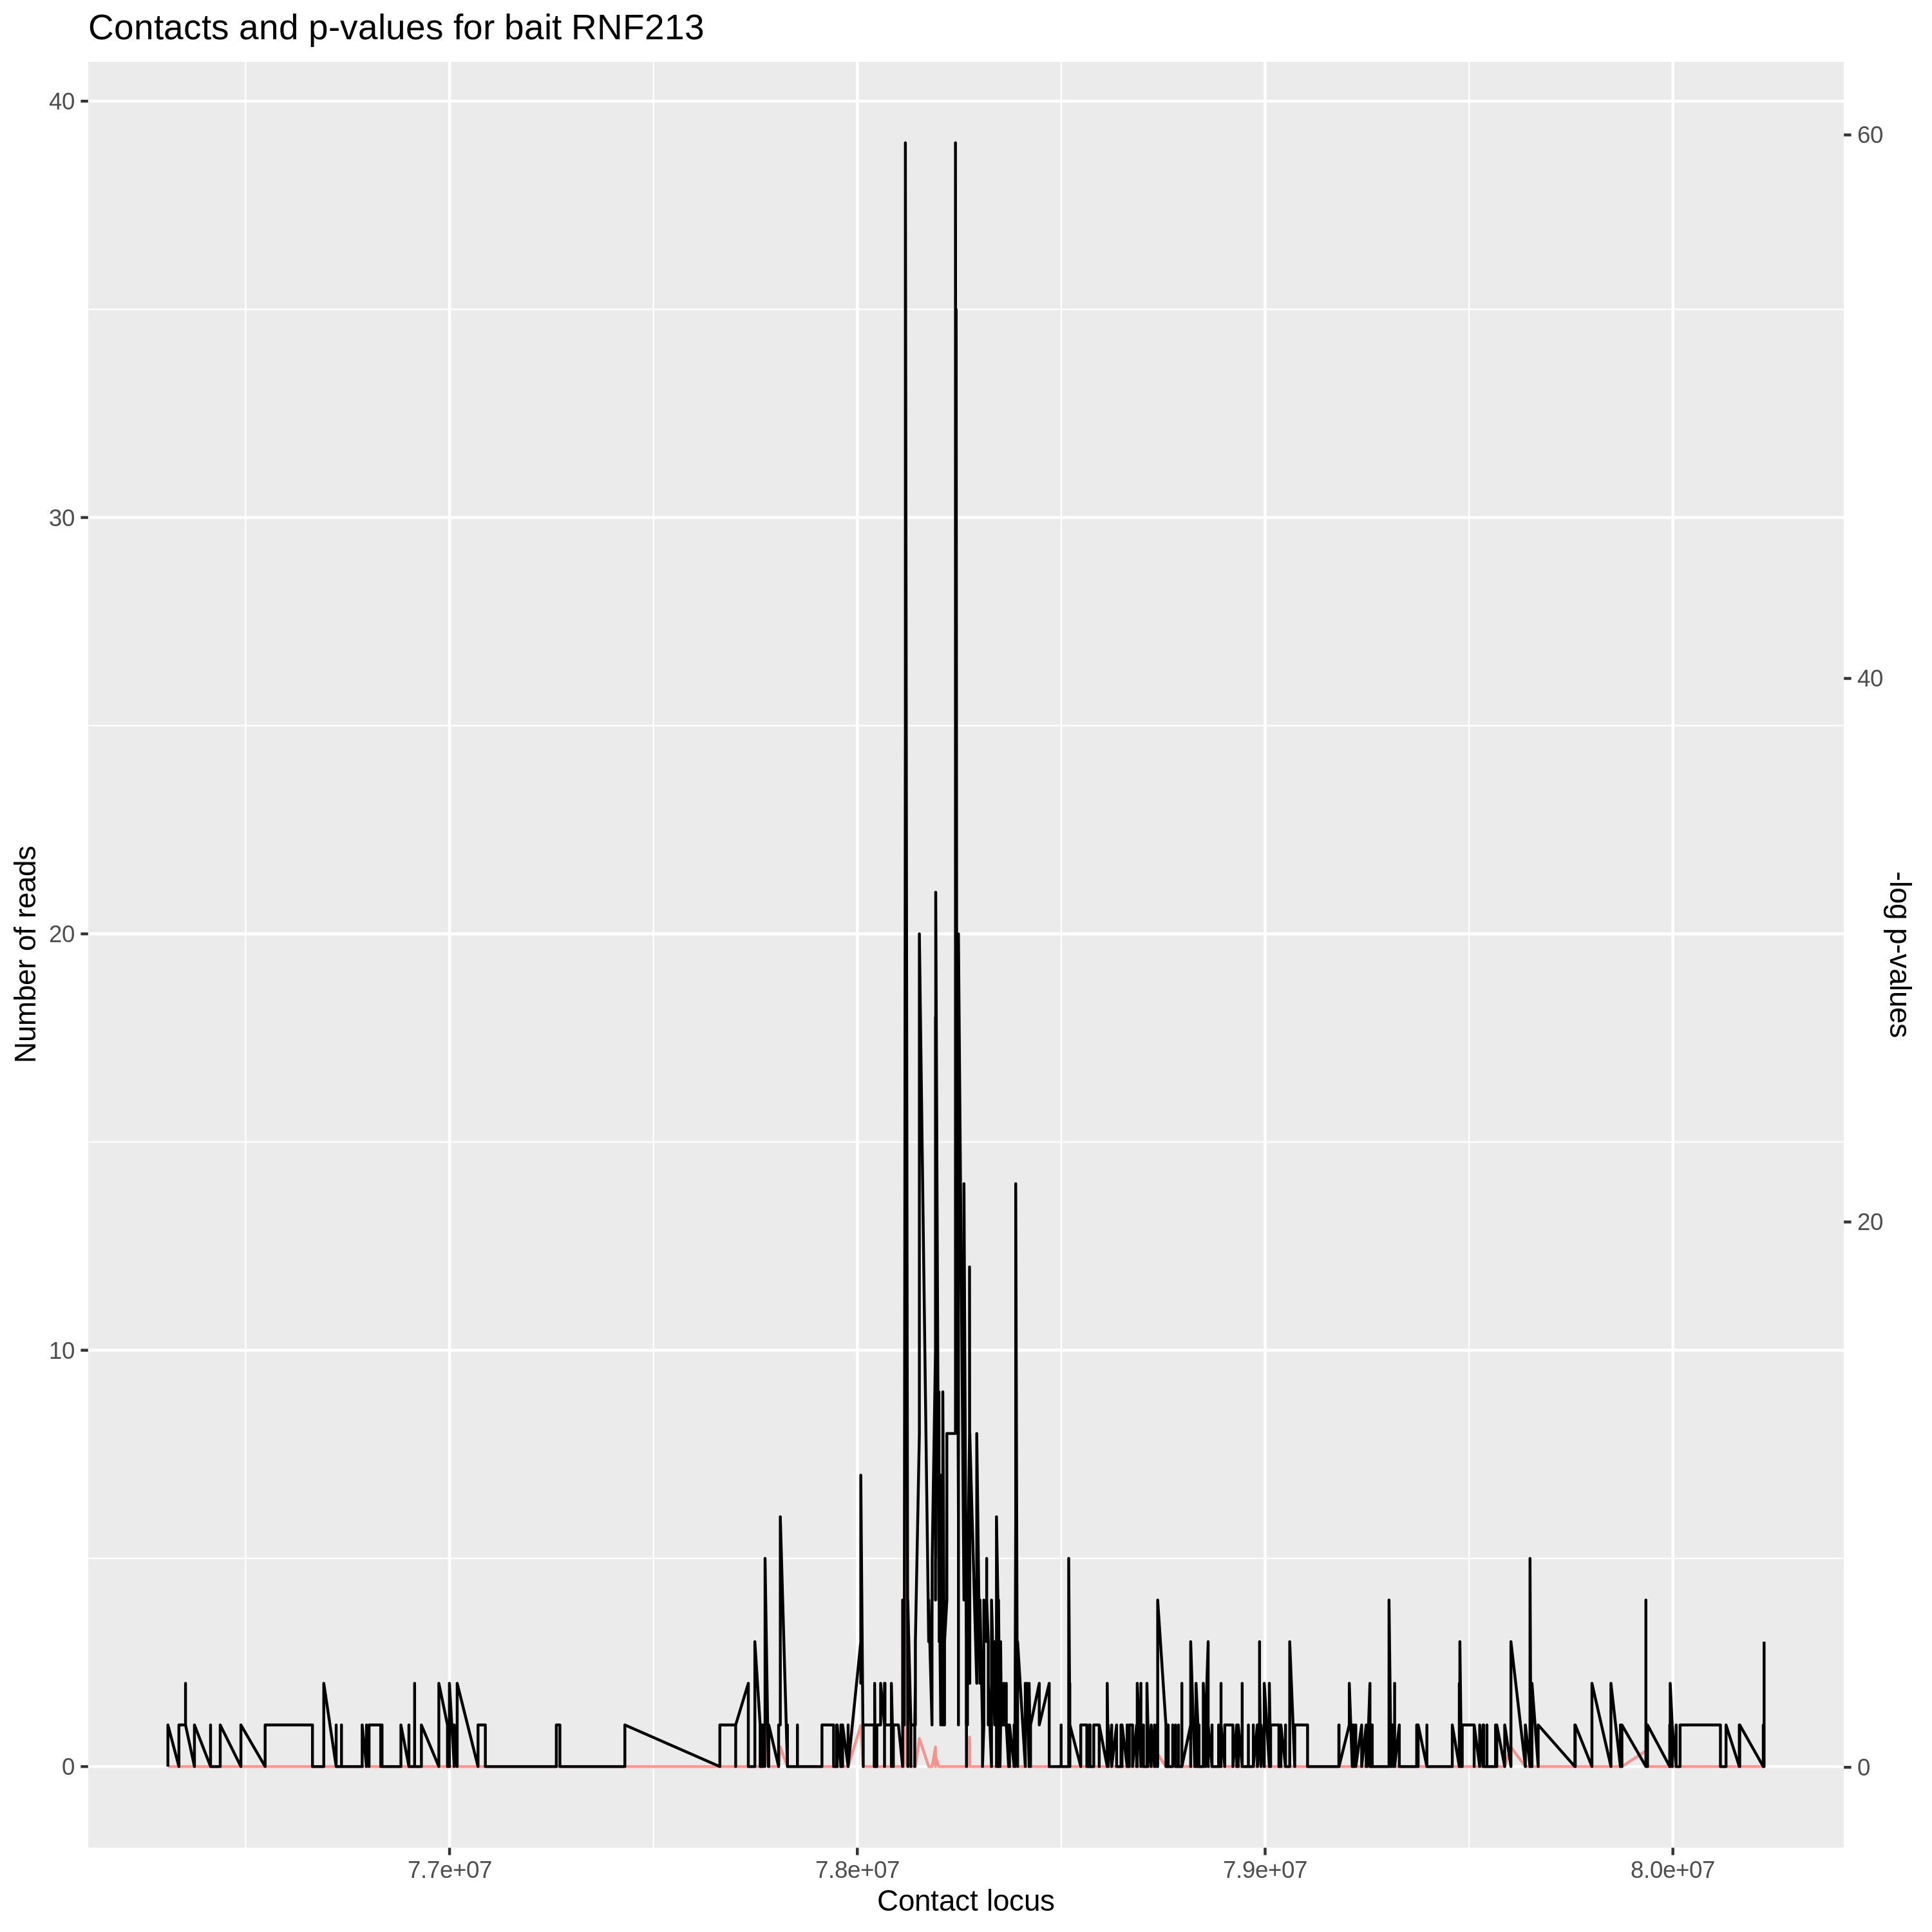 Contacts and p-values for bait RNF213
40
30
20
10
0
Number of reads
60
40
20
0
-log p-values
7.7e+07
7.8e+07
7.9e+07
8.0e+07
Contact locus